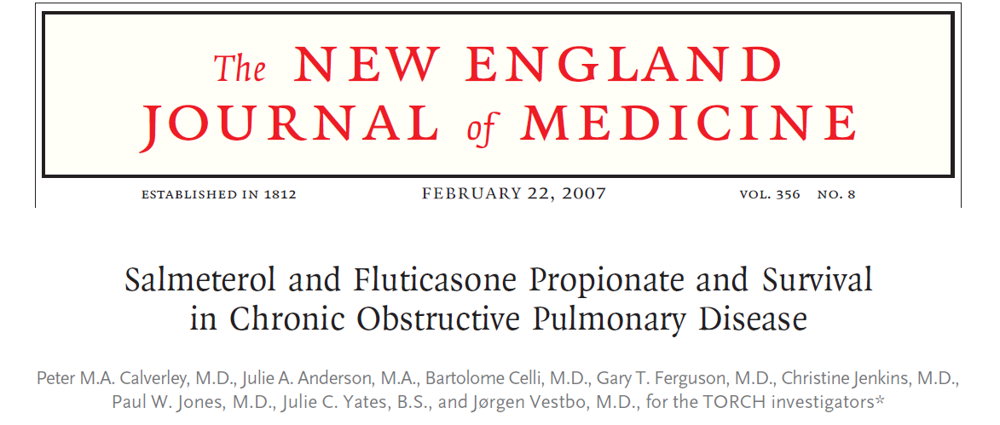 The NEW ENGLAND
JOURNAL of MEDICINE
ESTABLISHED IN 1812 FEBRUARY 22, 2007 VOL. 356 NO. 8
Salmeterol and Fluticasone Propionate and Survival
in Chronic Obstructive Pulmonary Disease
Peter M.A. Calverley, M.D., Julie A. Anderson, M.A., Bartolome Celli, M.D., Gary T. Ferguson, M.D., Christine Jenkins, M.D.,
Paul W. Jones, M.D., Julie C. Yates, B.S., and Jørgen Vestbo, M.D., for the TORCH investigators*